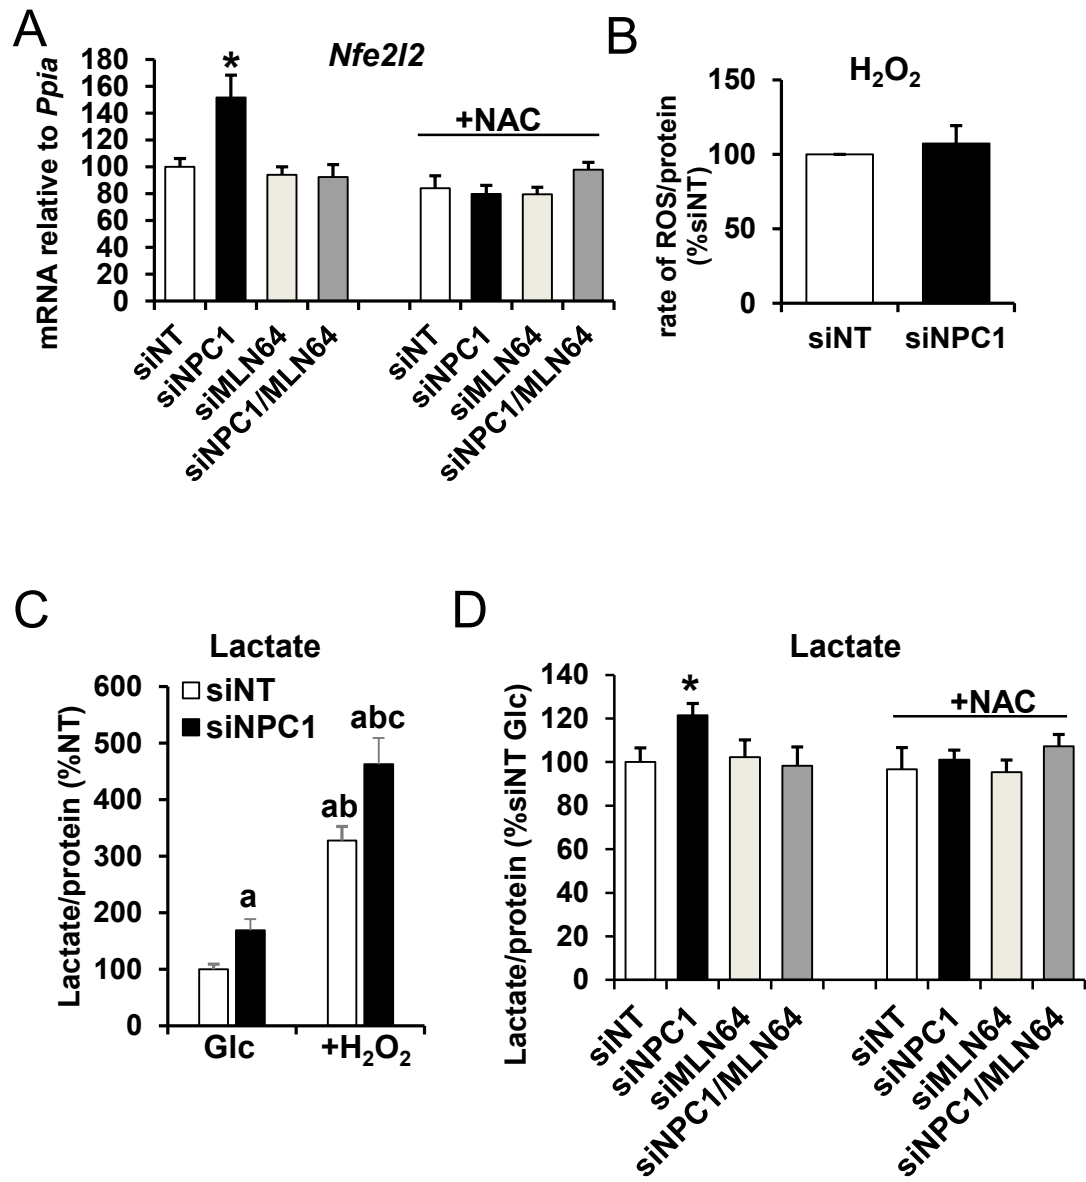 A
Nfe2l2
mRNA relative to Ppia
180
160
140
120
100
80
60
40
20
0
*
+NAC
siNT
siNPC1
siMLN64
siNPC1/MLN64
siNT
siNPC1
siMLN64
siNPC1/MLN64
B
H₂O₂
rate of ROS/protein
(%siNT)
150
100
50
0
siNT
siNPC1
C
Lactate
Lactate/protein (%NT)
600
500
400
300
200
100
0
siNT
siNPC1
a
ab
abc
Glc
+H₂O₂
D
Lactate
Lactate/protein (%siNT Glc)
140
120
100
80
60
40
20
0
*
+NAC
siNT
siNPC1
siMLN64
siNPC1/MLN64
siNT
siNPC1
siMLN64
siNPC1/MLN64